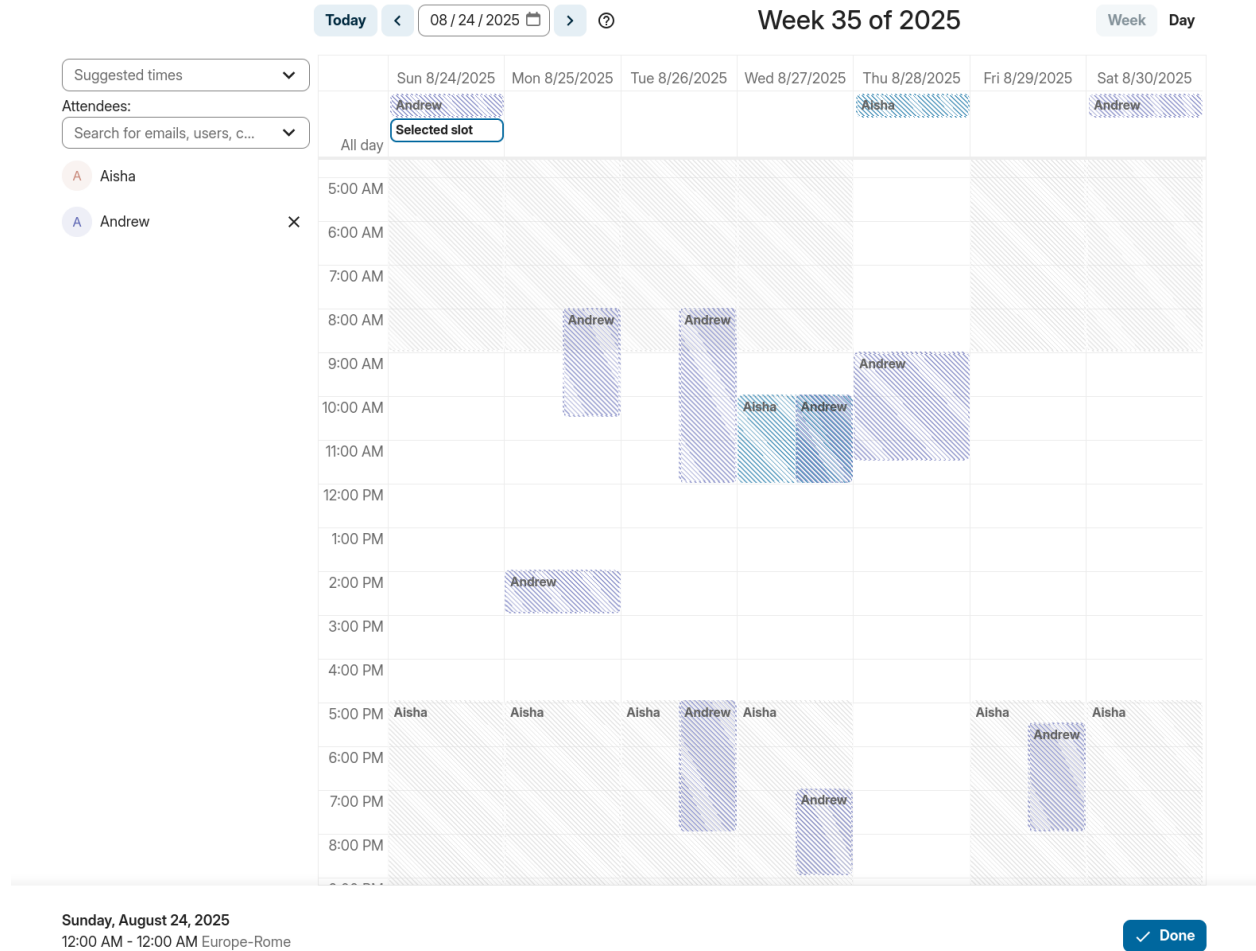 Today
08 / 24 / 2025
Week 35 of 2025
Week
Day
Suggested times
Attendees:
Search for emails, users, c...
A Aisha
A Andrew
Sun 8/24/2025 Mon 8/25/2025 Tue 8/26/2025 Wed 8/27/2025 Thu 8/28/2025 Fri 8/29/2025 Sat 8/30/2025
Andrew Aisha Andrew
Selected slot
All day
5:00 AM
6:00 AM
7:00 AM
8:00 AM Andrew Andrew
9:00 AM Andrew
10:00 AM Aisha Andrew
11:00 AM
12:00 PM
1:00 PM
2:00 PM Andrew
3:00 PM
4:00 PM
5:00 PM Aisha Aisha Aisha Andrew Aisha Aisha Aisha
Andrew
6:00 PM
7:00 PM Andrew
8:00 PM
Sunday, August 24, 2025
12:00 AM - 12:00 AM Europe-Rome
Done